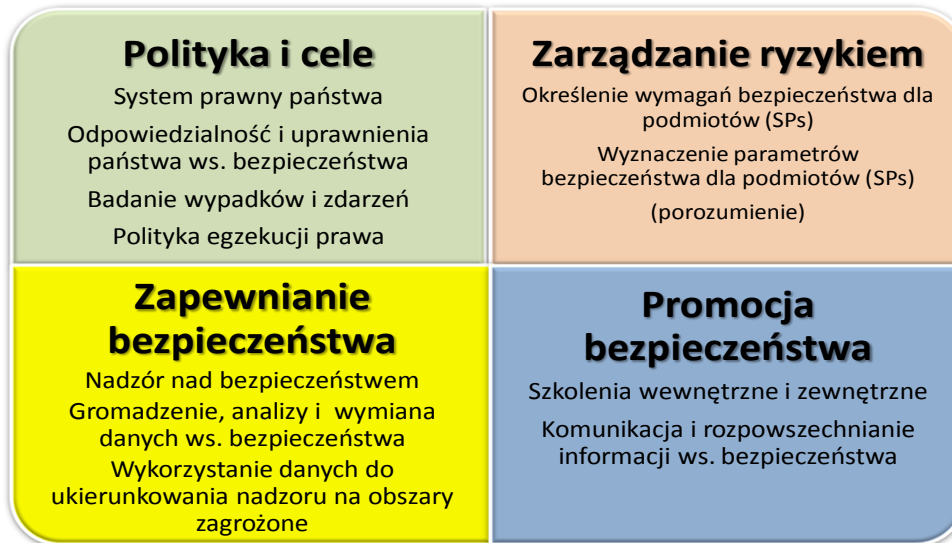 Polityka i cele
System prawny państwa
Odpowiedzialność i uprawnienia
państwa ws. bezpieczeństwa
Badanie wypadków i zdarzeń
Polityka egzekucji prawa
Zarządzanie ryzykiem
Określenie wymagań bezpieczeństwa dla
podmiotów (SPs)
Wyznaczenie parametrów
bezpieczeństwa dla podmiotów (SPs)
(porozumienie)
Zapewnianie
bezpieczeństwa
Nadzór nad bezpieczeństwem
Gromadzenie, analizy i wymiana
danych ws. bezpieczeństwa
Wykorzystanie danych do
ukierunkowania nadzoru na obszary
zagrożone
Promocja
bezpieczeństwa
Szkolenia wewnętrzne i zewnętrzne
Komunikacja i rozpowszechnianie
informacji ws. bezpieczeństwa